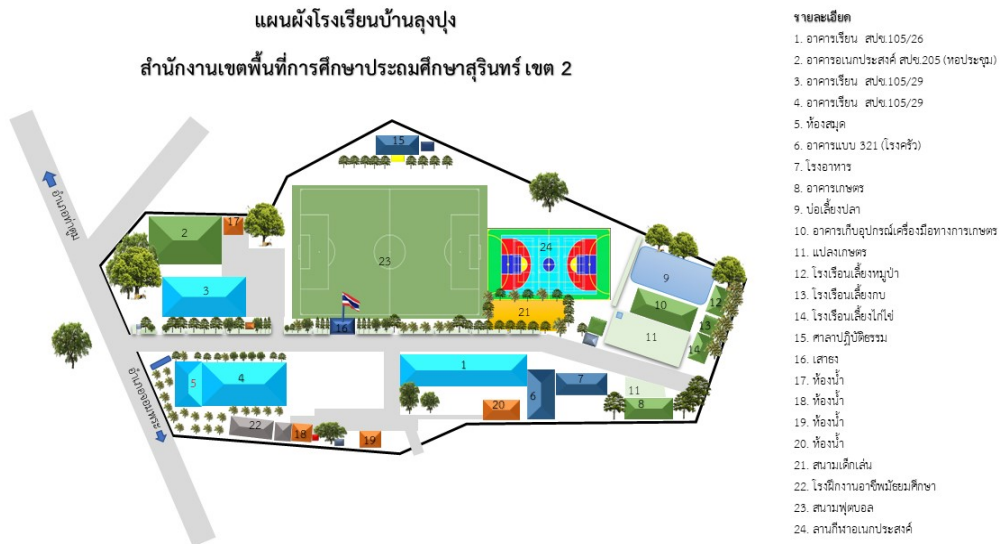 แผนผังโรงเรียนบ้านลุงปุง
สำนักงานเขตพื้นที่การศึกษาประถมศึกษาสุรินทร์ เขต 2
รายละเอียด
1. อาคารเรียน สปช.105/26
2. อาคารอเนกประสงค์ สปช.205 (หอประชุม)
3. อาคารเรียน สปช.105/29
4. อาคารเรียน สปช.105/29
5. ห้องสมุด
6. อาคารแบบ 321 (โรงครัว)
7. โรงอาหาร
8. อาคารเกษตร
9. บ่อเลี้ยงปลา
10. อาคารเก็บอุปกรณ์เครื่องมือทางการเกษตร
11. แปลงเกษตร
12. โรงเรือนเลี้ยงหมูป่า
13. โรงเรือนเลี้ยงกบ
14. โรงเรือนเลี้ยงไก่ไข่
15. ศาลาปฏิบัติธรรม
16. เสาธง
17. ห้องน้ำ
18. ห้องน้ำ
19. ห้องน้ำ
20. ห้องน้ำ
21. สนามเด็กเล่น
22. โรงฝึกงานอาชีพมัธยมศึกษา
23. สนามฟุตบอล
24. ลานกีฬาอเนกประสงค์
อำเภอท่าตูม
อำเภอจอมพระ
15
2
17
3
23
24
9
10
12
21
16
11
13
14
5
4
1
6
7
11
8
20
22
18
19